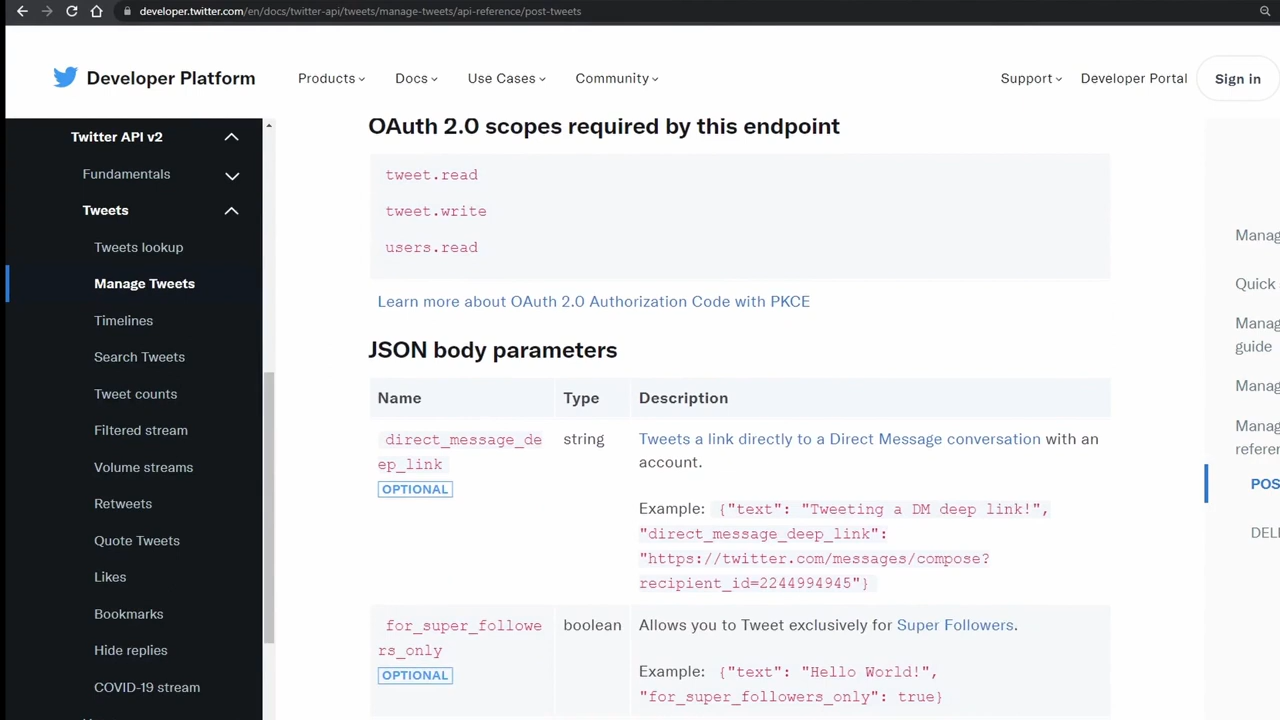 developer.twitter.com/en/docs/twitter-api/tweets/manage-tweets/api-reference/post-tweets
Developer Platform
Products
Docs
Use Cases
Community
Support
Developer Portal
Sign in
Twitter API v2
Fundamentals
Tweets
Tweets lookup
Manage Tweets
Timelines
Search Tweets
Tweet counts
Filtered stream
Volume streams
Retweets
Quote Tweets
Likes
Bookmarks
Hide replies
COVID-19 stream
OAuth 2.0 scopes required by this endpoint
tweet.read
tweet.write
users.read
Learn more about OAuth 2.0 Authorization Code with PKCE
JSON body parameters
Name Type Description
direct_message_de
ep_link
OPTIONAL
string
Tweets a link directly to a Direct Message conversation with an
account.
Example: {"text": "Tweeting a DM deep link!",
"direct_message_deep_link":
"https://twitter.com/messages/compose?
recipient_id=2244994945"}
for_super_followe
rs_only
OPTIONAL
boolean
Allows you to Tweet exclusively for Super Followers.
Example: {"text": "Hello World!",
"for_super_followers_only": true}
Manag
Quick
Manag
guide
Manag
Manag
referen
POS
DEL